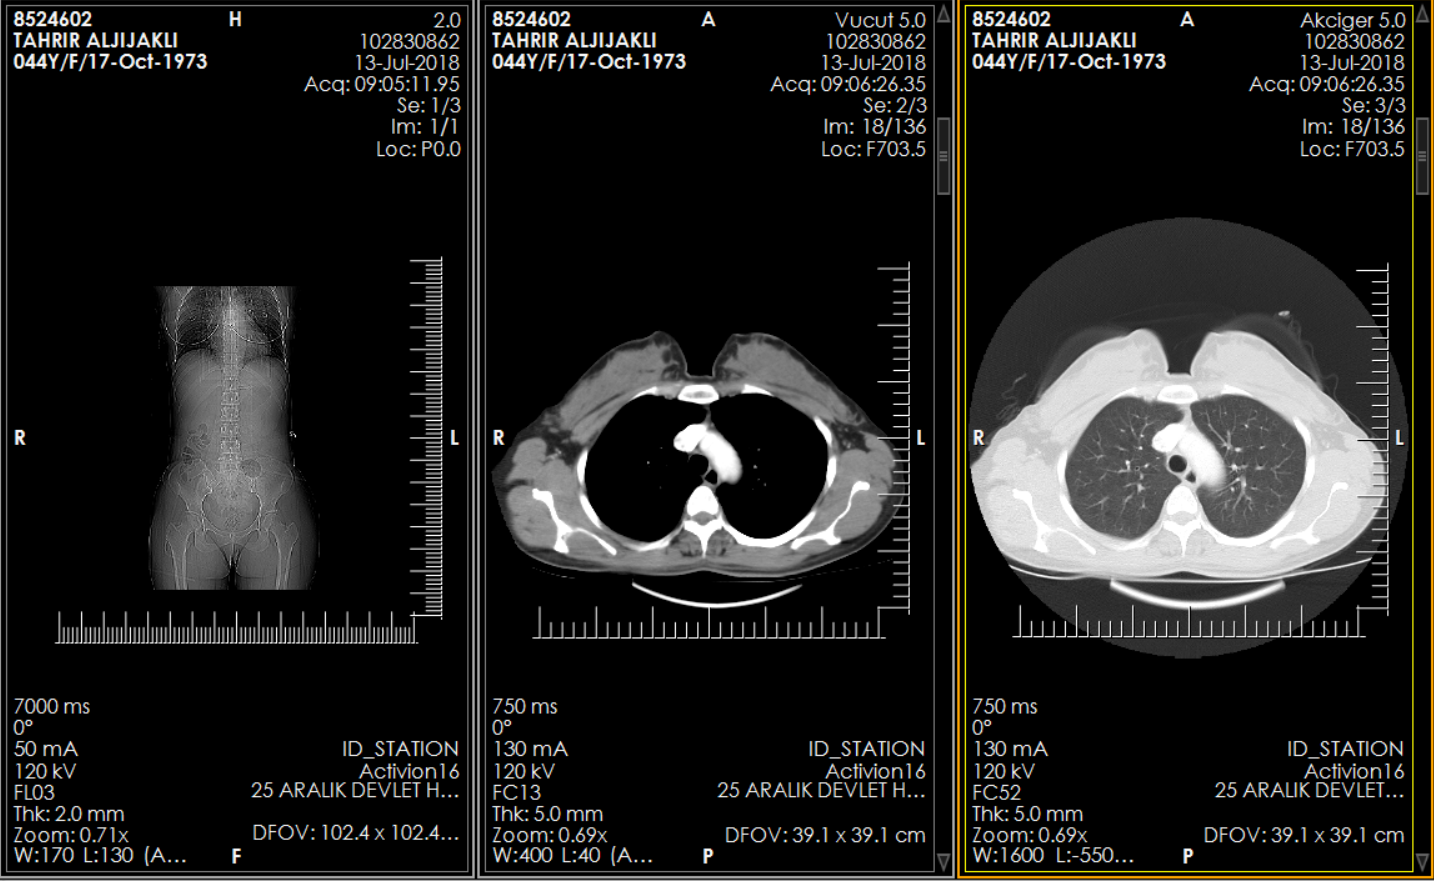 8524602
H
2.0
TAHRIR ALJIJAKLI
102830862
044Y/F/17-Oct-1973
13-Jul-2018
Acq: 09:05:11.95
Se: 1/3
Im: 1/1
Loc: P0.0
R
L
7000 ms
0°
50 mA
ID_STATION
120 kV
Activion16
FL03
25 ARALIK DEVLET H...
Thk: 2.0 mm
Zoom: 0.71x
DFOV: 102.4 x 102.4...
W:170 L:130 (A...
F
8524602
A
Vucut 5.0
TAHRIR ALJIJAKLI
102830862
044Y/F/17-Oct-1973
13-Jul-2018
Acq: 09:06:26.35
Se: 2/3
Im: 18/136
Loc: F703.5
R
L
750 ms
0°
130 mA
ID_STATION
120 kV
Activion16
FC13
25 ARALIK DEVLET H...
Thk: 5.0 mm
Zoom: 0.69x
DFOV: 39.1 x 39.1 cm
W:400 L:40 (A...
P
8524602
A
Akciger 5.0
TAHRIR ALJIJAKLI
102830862
044Y/F/17-Oct-1973
13-Jul-2018
Acq: 09:06:26.35
Se: 3/3
Im: 18/136
Loc: F703.5
R
L
750 ms
0°
130 mA
ID_STATION
120 kV
Activion16
FC52
25 ARALIK DEVLET...
Thk: 5.0 mm
Zoom: 0.69x
DFOV: 39.1 x 39.1 cm
W:1600 L:-550...
P